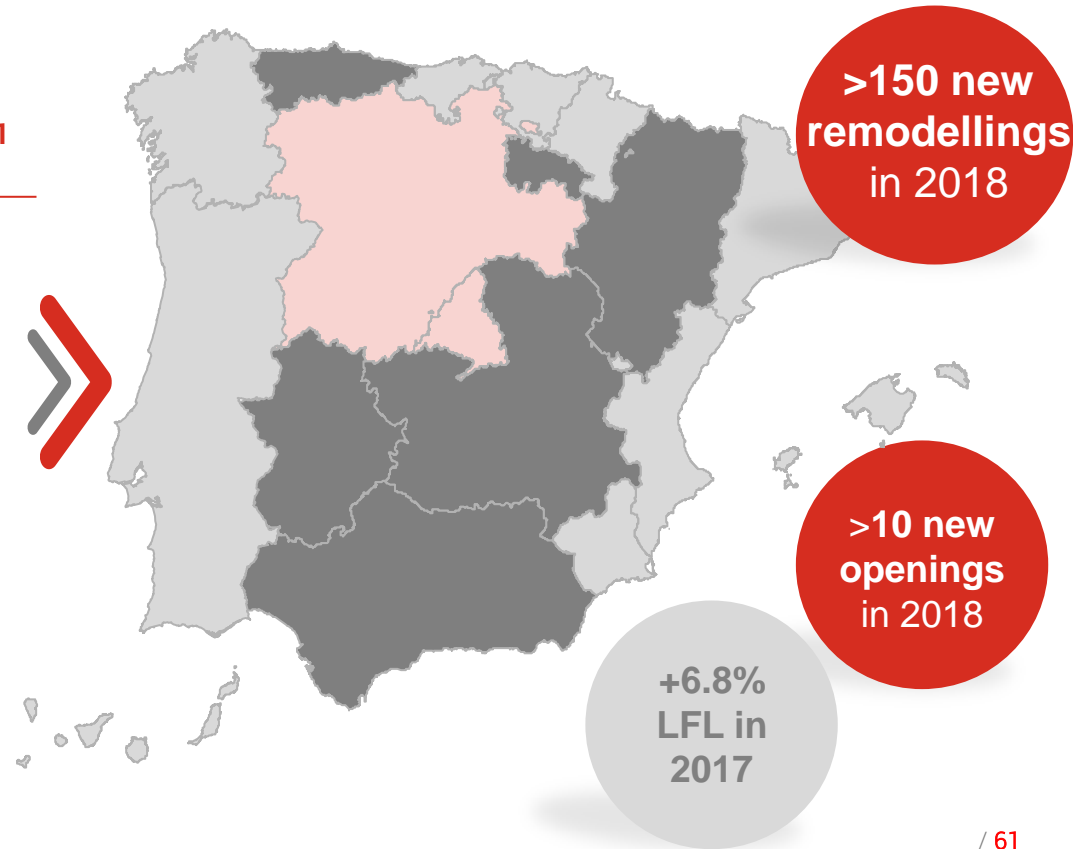 >150 new
remodellings
in 2018
>10 new
openings
in 2018
+6.8%
LFL in
2017
/ 61